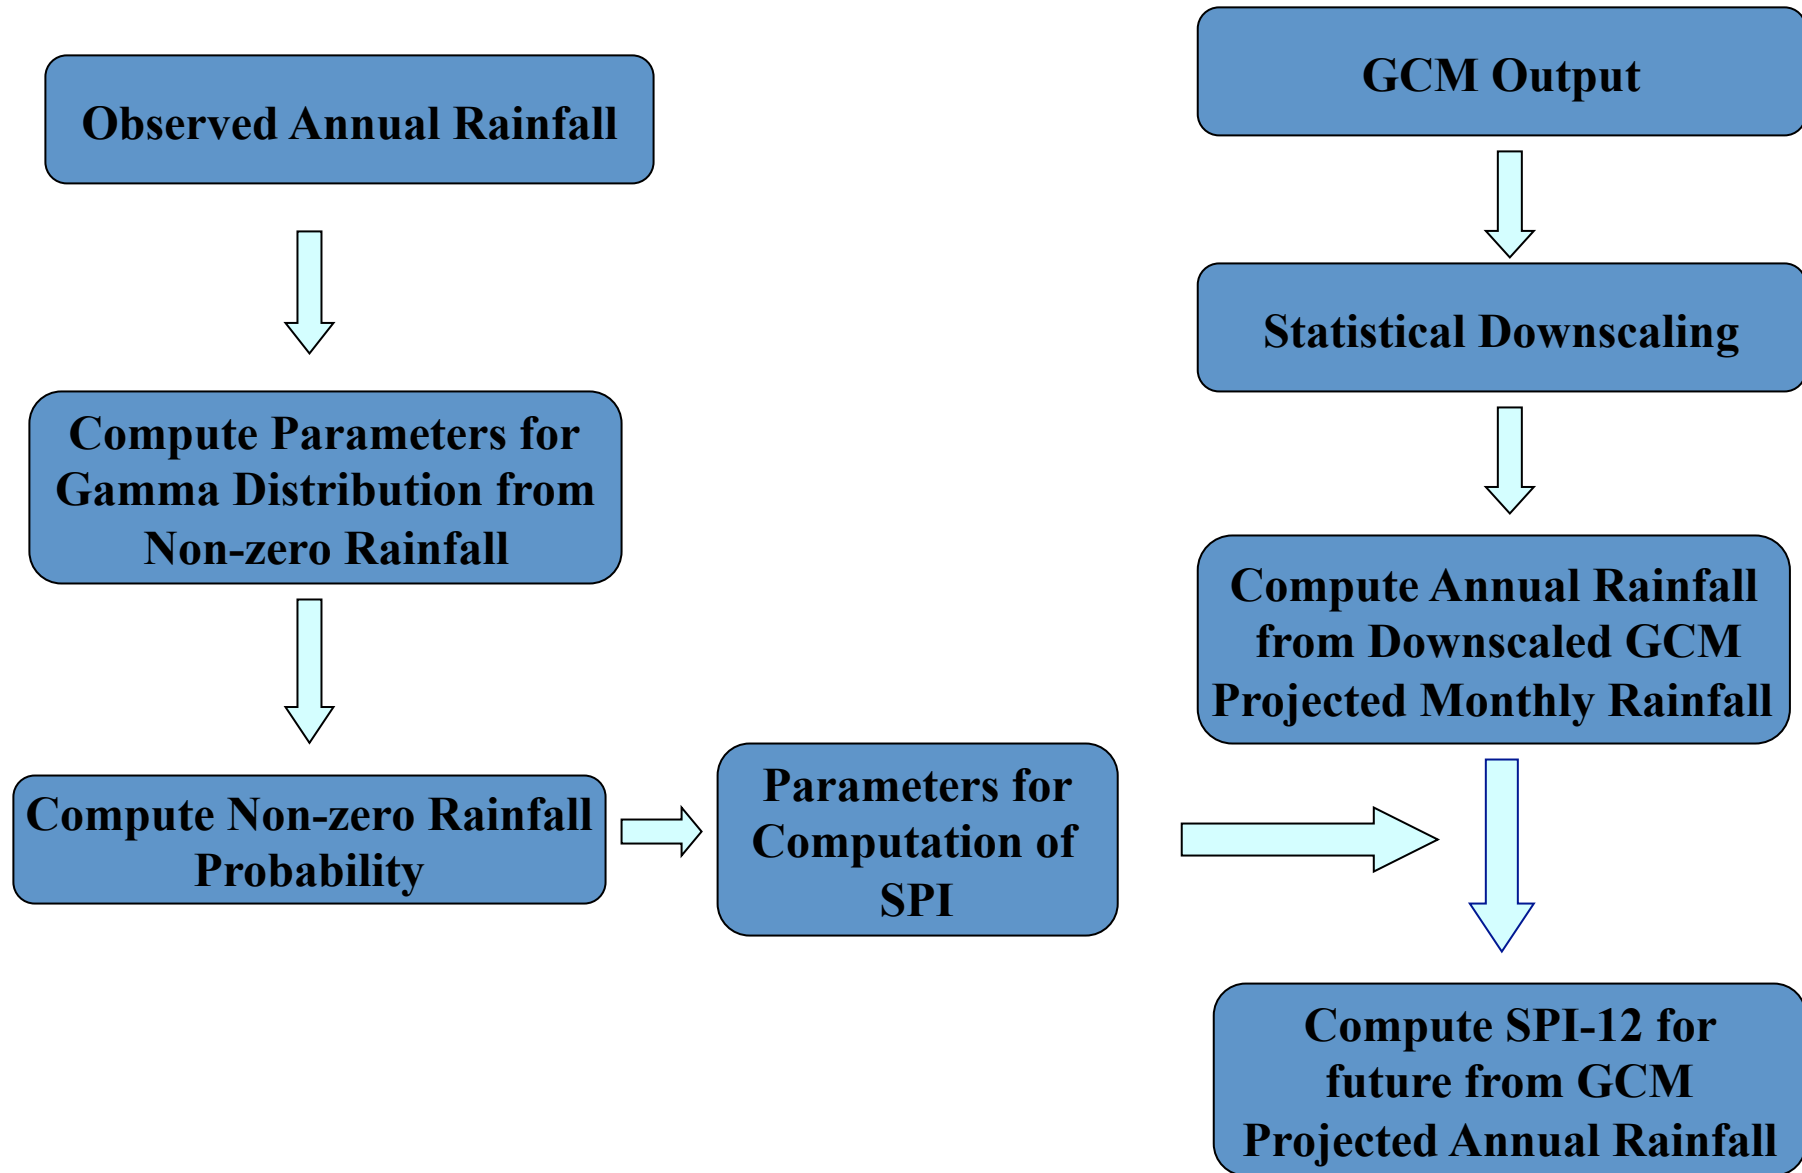 Observed Annual Rainfall
Compute Parameters for
Gamma Distribution from
Non-zero Rainfall
Compute Non-zero Rainfall
Probability
Parameters for
Computation of
SPI
GCM Output
Statistical Downscaling
Compute Annual Rainfall
from Downscaled GCM
Projected Monthly Rainfall
Compute SPI-12 for
future from GCM
Projected Annual Rainfall